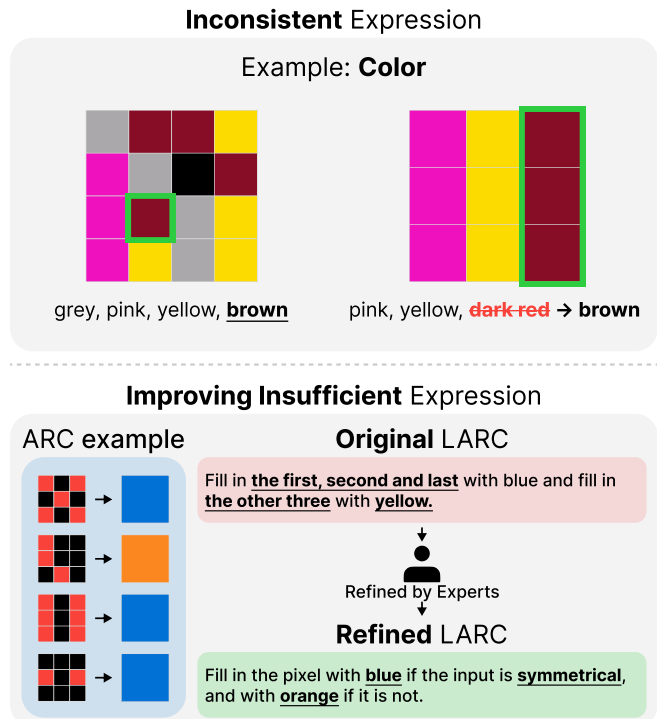 Inconsistent Expression
Example: Color
grey, pink, yellow, brown
pink, yellow, dark red → brown
Improving Insufficient Expression
ARC example
Original LARC
Fill in the first, second and last with blue and fill in
the other three with yellow.
Refined by Experts
Refined LARC
Fill in the pixel with blue if the input is symmetrical,
and with orange if it is not.